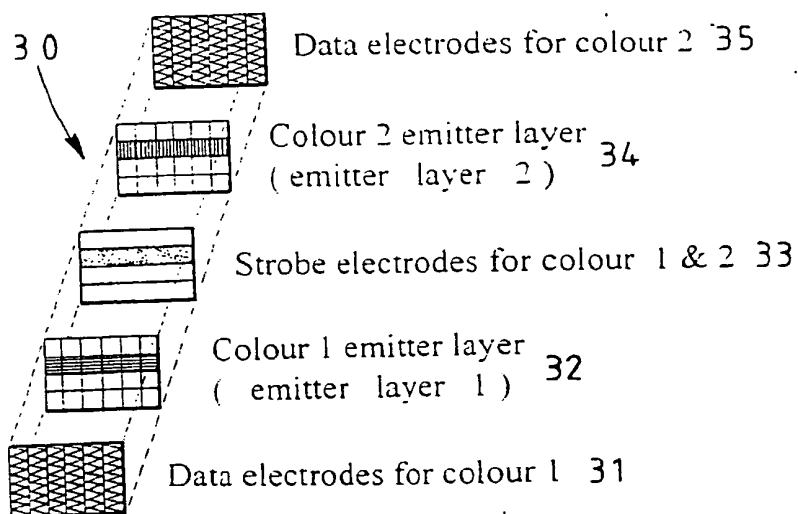 30
Data electrodes for colour 2 35
Colour 2 emitter layer
( emitter layer 2 ) 34
Strobe electrodes for colour 1 & 2 33
Colour 1 emitter layer
( emitter layer 1 ) 32
Data electrodes for colour 1 31